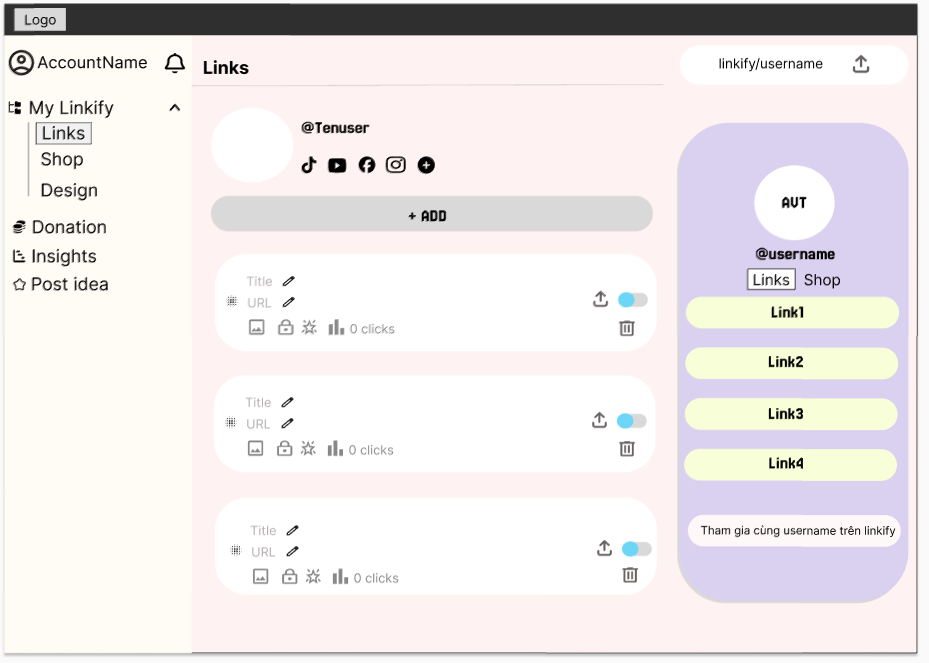 Logo
AccountName
My Linkify
Links
Shop
Design
Donation
Insights
Post idea
Links
@Tenuser
+ ADD
Title
URL
0 clicks
Title
URL
0 clicks
Title
URL
0 clicks
linkify/username
AVT
@username
Links Shop
Link1
Link2
Link3
Link4
Tham gia cùng username trên linkify